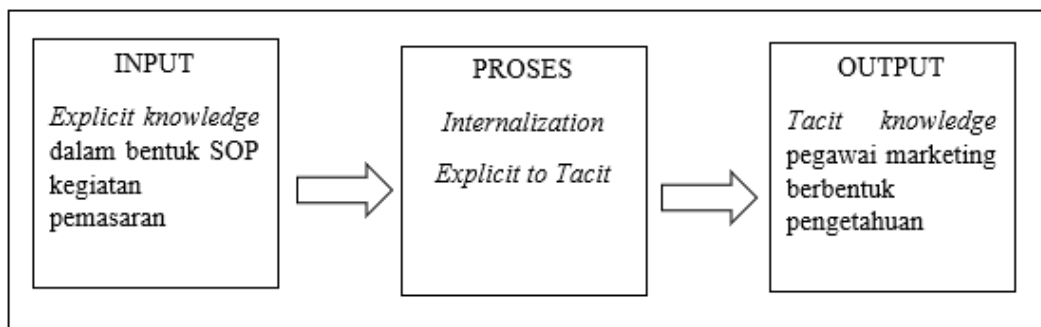 INPUT
Explicit knowledge
dalam bentuk SOP
kegiatan
pemasaran
PROSES
Internalization
Explicit to Tacit
OUTPUT
Tacit knowledge
pegawai marketing
berbentuk
pengetahuan